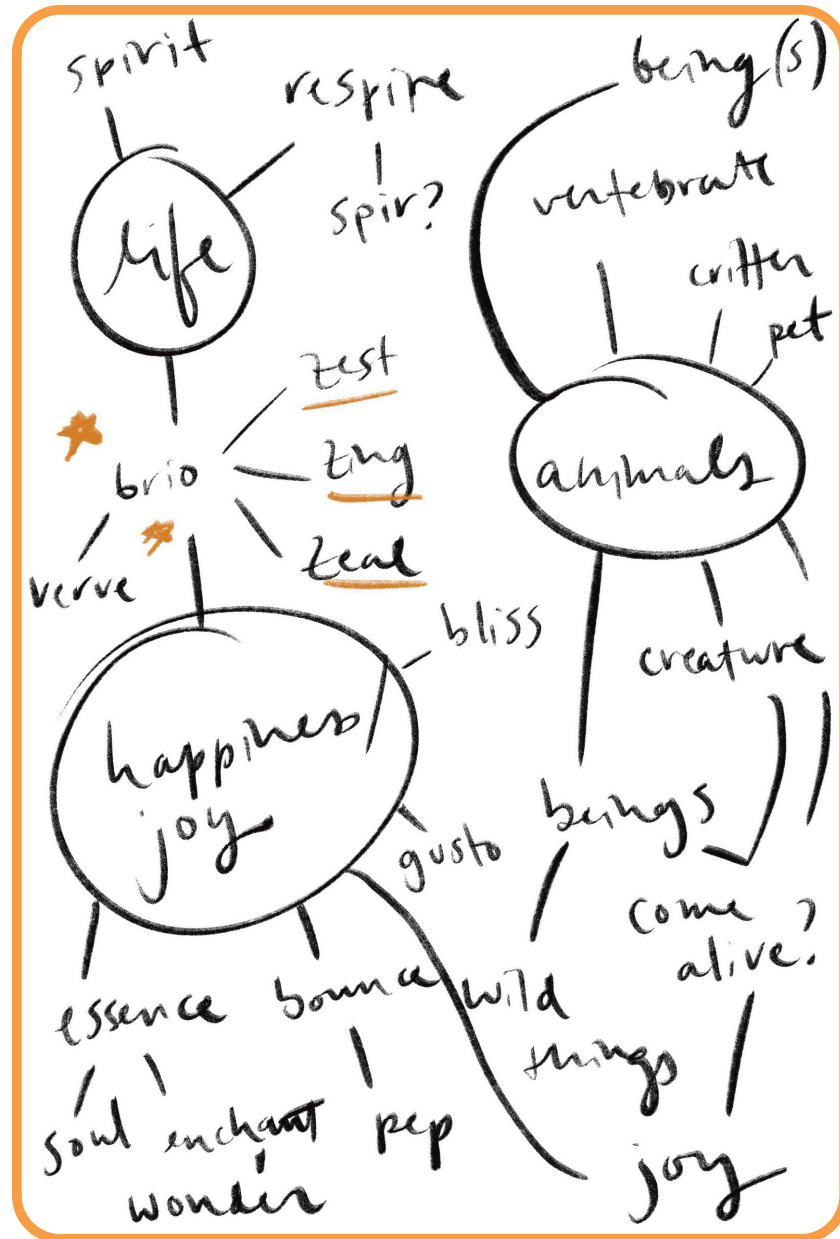 spirit
respire
spir?
life
being(s)
vertebrate
critter
pet
animals
zest
zing
zeal
brio
verve
bliss
happiness/
joy
gusto
creature
beings
come
alive?
essence
bounce
wild
things
soul
enchant
pep
wonder
joy